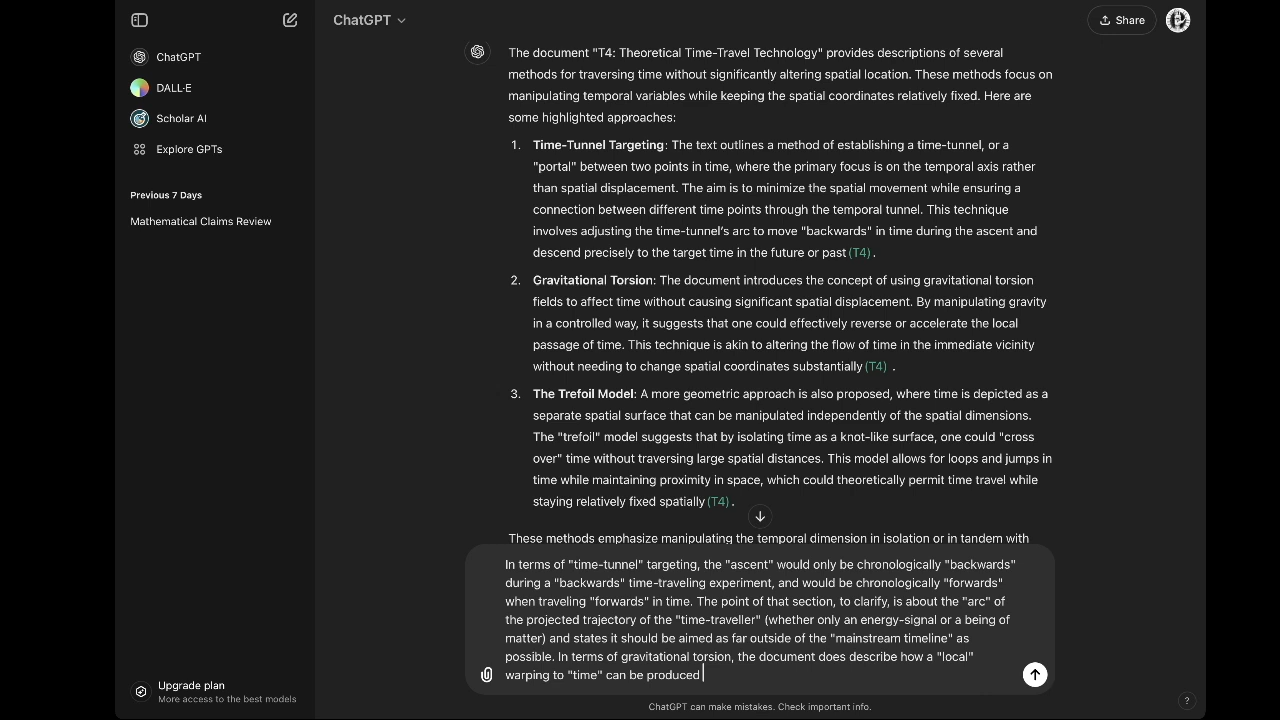 ChatGPT
Share
ChatGPT
DALL·E
Scholar AI
Explore GPTs
Previous 7 Days
Mathematical Claims Review
The document "T4: Theoretical Time-Travel Technology" provides descriptions of several
methods for traversing time without significantly altering spatial location. These methods focus on
manipulating temporal variables while keeping the spatial coordinates relatively fixed. Here are
some highlighted approaches:
1. Time-Tunnel Targeting: The text outlines a method of establishing a time-tunnel, or a
"portal" between two points in time, where the primary focus is on the temporal axis rather
than spatial displacement. The aim is to minimize the spatial movement while ensuring a
connection between different time points through the temporal tunnel. This technique
involves adjusting the time-tunnel's arc to move "backwards" in time during the ascent and
descend precisely to the target time in the future or past (T4).
2. Gravitational Torsion: The document introduces the concept of using gravitational torsion
fields to affect time without causing significant spatial displacement. By manipulating gravity
in a controlled way, it suggests that one could effectively reverse or accelerate the local
passage of time. This technique is akin to altering the flow of time in the immediate vicinity
without needing to change spatial coordinates substantially (T4) .
3. The Trefoil Model: A more geometric approach is also proposed, where time is depicted as a
separate spatial surface that can be manipulated independently of the spatial dimensions.
The "trefoil" model suggests that by isolating time as a knot-like surface, one could "cross
over" time without traversing large spatial distances. This model allows for loops and jumps in
time while maintaining proximity in space, which could theoretically permit time travel while
staying relatively fixed spatially (T4).
These methods emphasize manipulating the temporal dimension in isolation or in tandem with
In terms of "time-tunnel" targeting, the "ascent" would only be chronologically "backwards"
during a "backwards" time-traveling experiment, and would be chronologically "forwards"
when traveling "forwards" in time. The point of that section, to clarify, is about the "arc" of
the projected trajectory of the "time-traveller" (whether only an energy-signal or a being of
matter) and states it should be aimed as far outside of the "mainstream timeline" as
possible. In terms of gravitational torsion, the document does describe how a "local"
warping to "time" can be produced
Upgrade plan
More access to the best models
ChatGPT can make mistakes. Check important info.
?